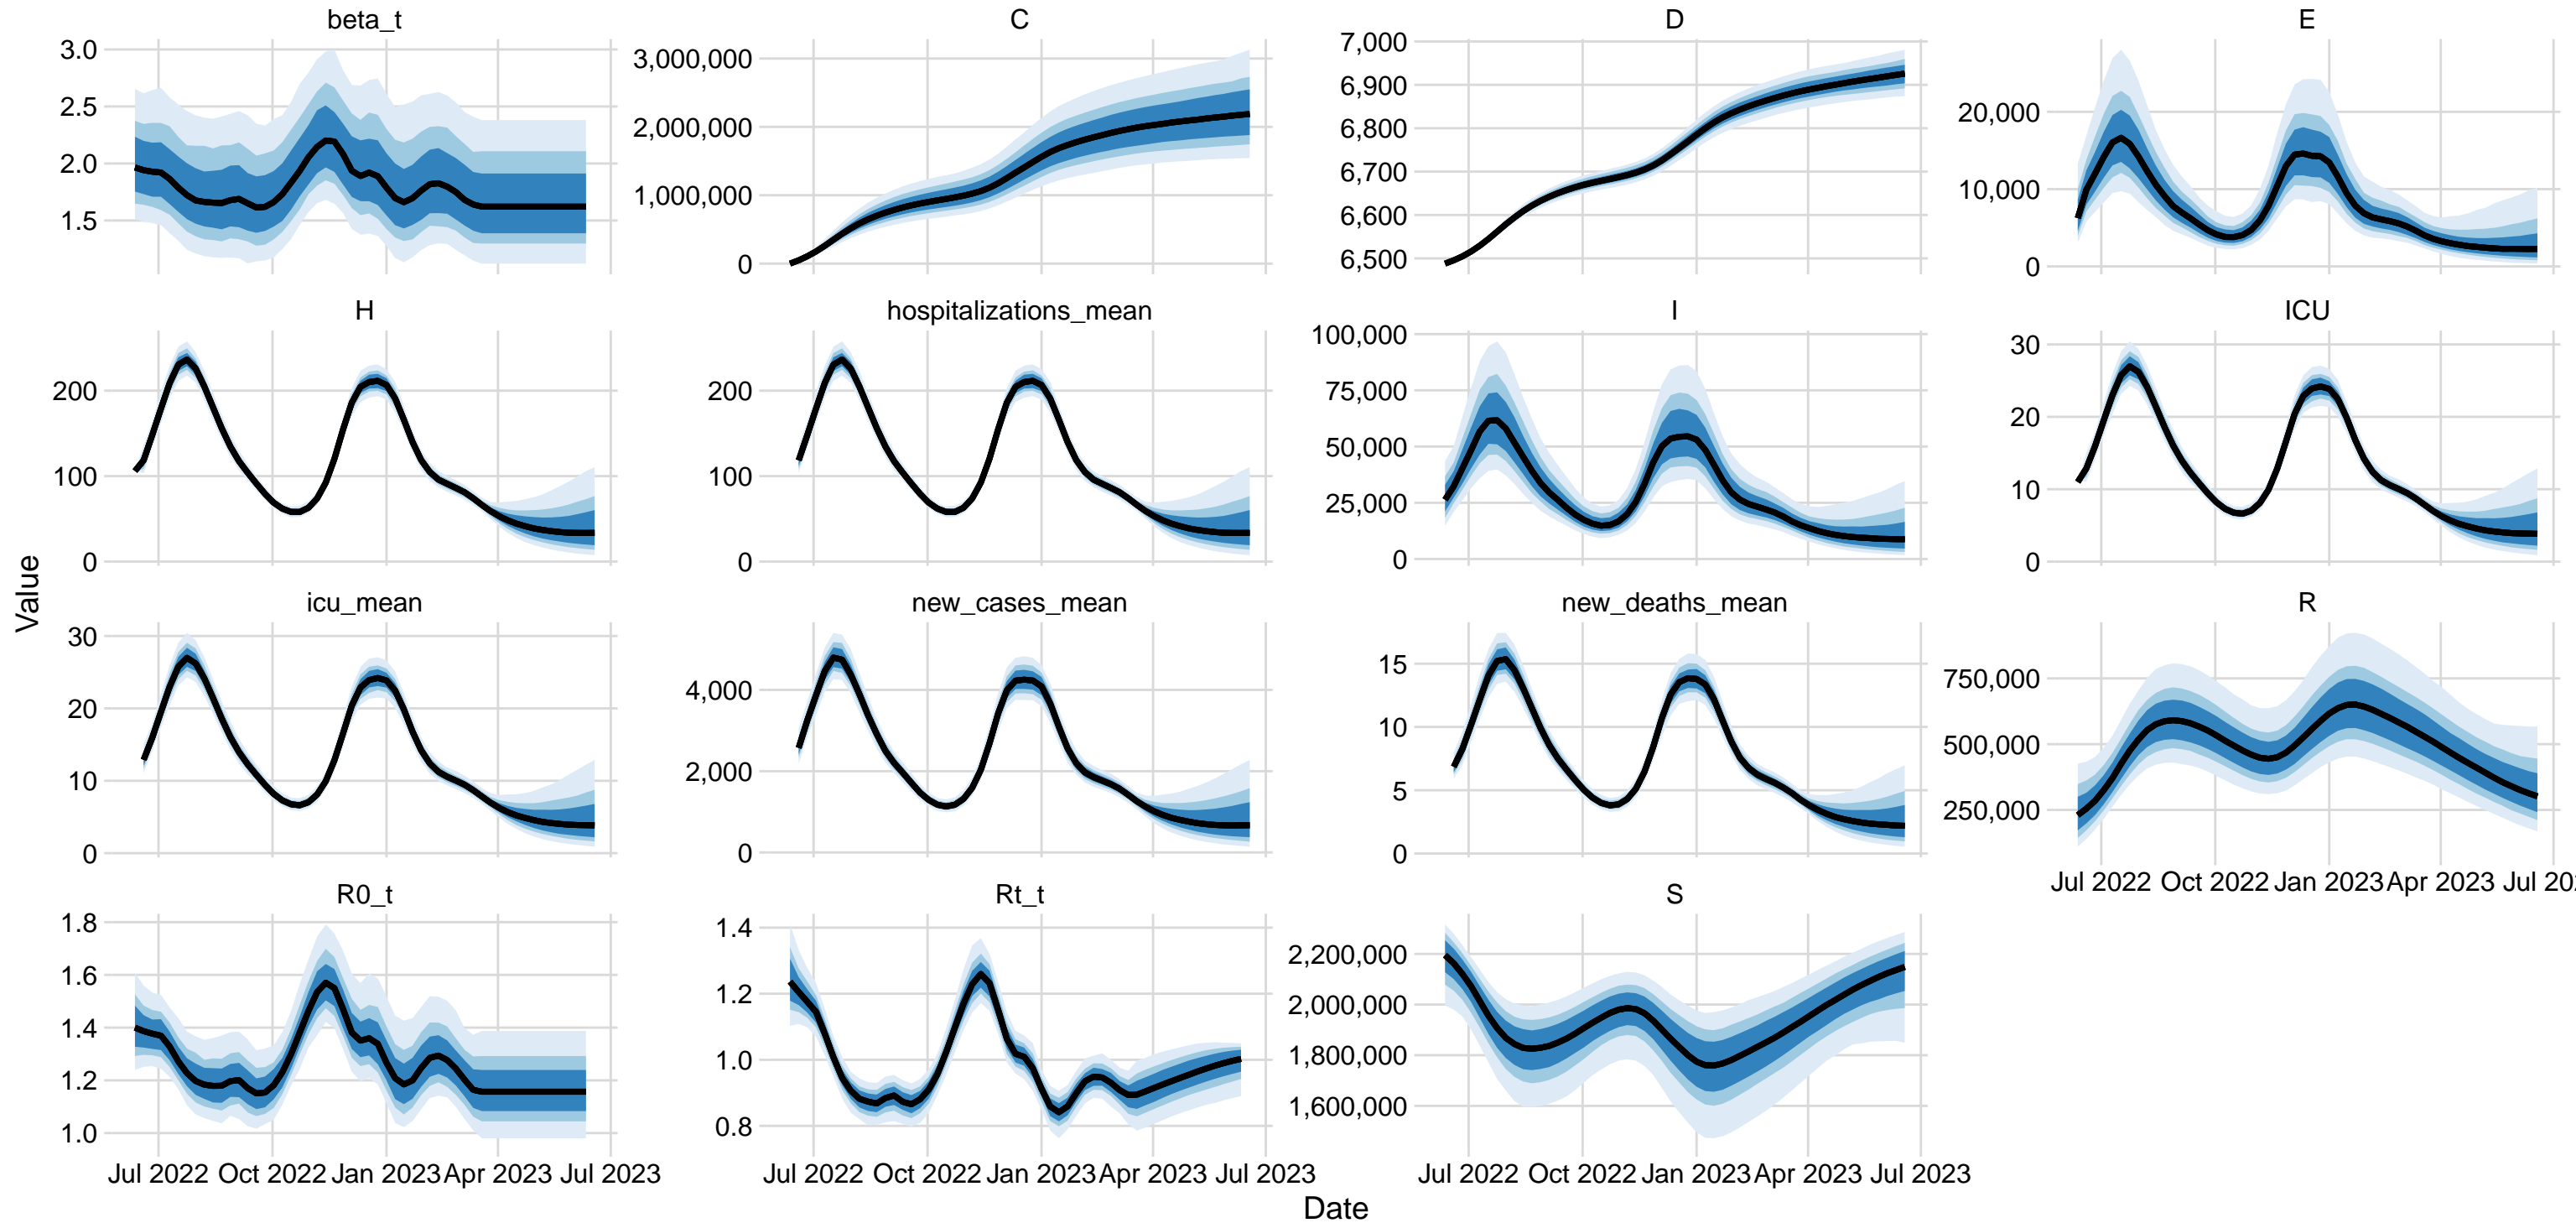 beta_t
C
D
E
3.0
2.5
2.0
1.5
3,000,000
2,000,000
1,000,000
0
7,000
6,900
6,800
6,700
6,600
6,500
20,000
10,000
0
H
hospitalizations_mean
I
ICU
200
100
0
200
100
0
100,000
75,000
50,000
25,000
0
30
20
10
0
Value
icu_mean
new_cases_mean
new_deaths_mean
R
30
20
10
0
4,000
2,000
0
15
10
5
0
750,000
500,000
250,000
Jul 2022 Oct 2022 Jan 2023 Apr 2023 Jul 202
R0_t
Rt_t
S
1.8
1.6
1.4
1.2
1.0
1.4
1.2
1.0
0.8
2,200,000
2,000,000
1,800,000
1,600,000
Jul 2022 Oct 2022 Jan 2023 Apr 2023 Jul 2023
Jul 2022 Oct 2022 Jan 2023 Apr 2023 Jul 2023
Jul 2022 Oct 2022 Jan 2023 Apr 2023 Jul 2023
Date